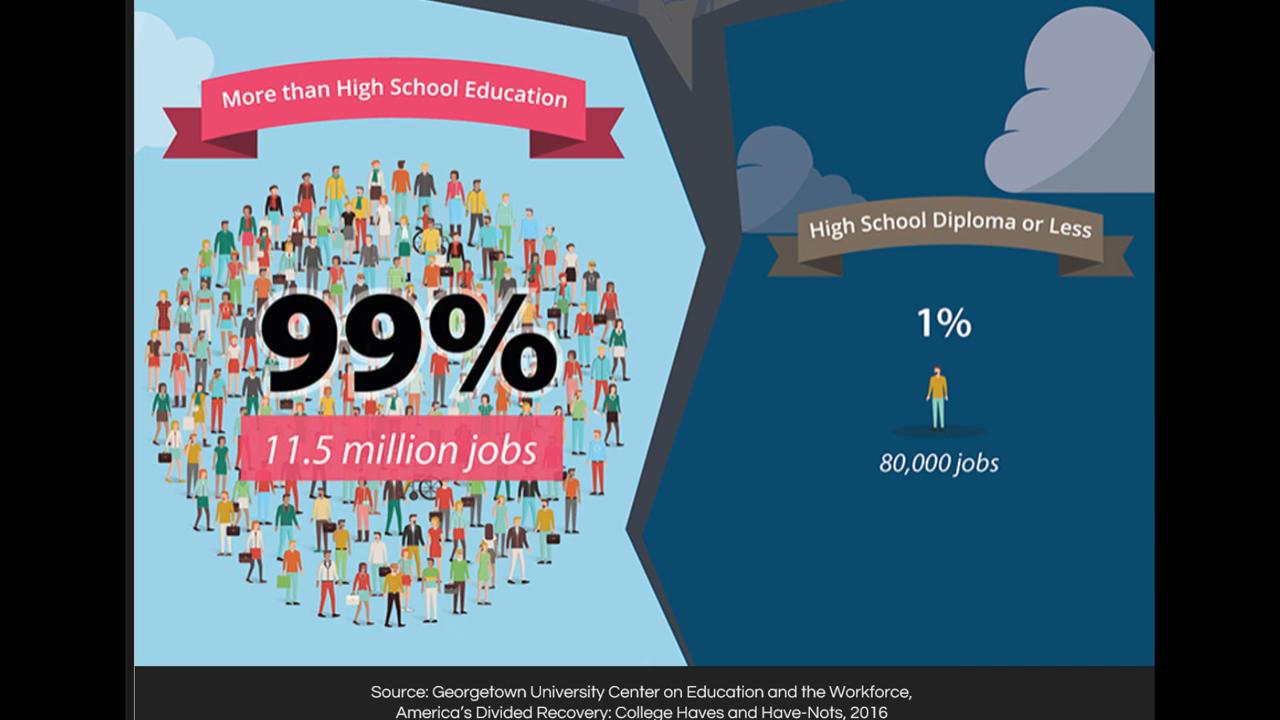 More than High School Education
99%
11.5 million jobs
High School Diploma or Less
1%
80,000 jobs
Source: Georgetown University Center on Education and the Workforce,
America's Divided Recovery: College Haves and Have-Nots, 2016